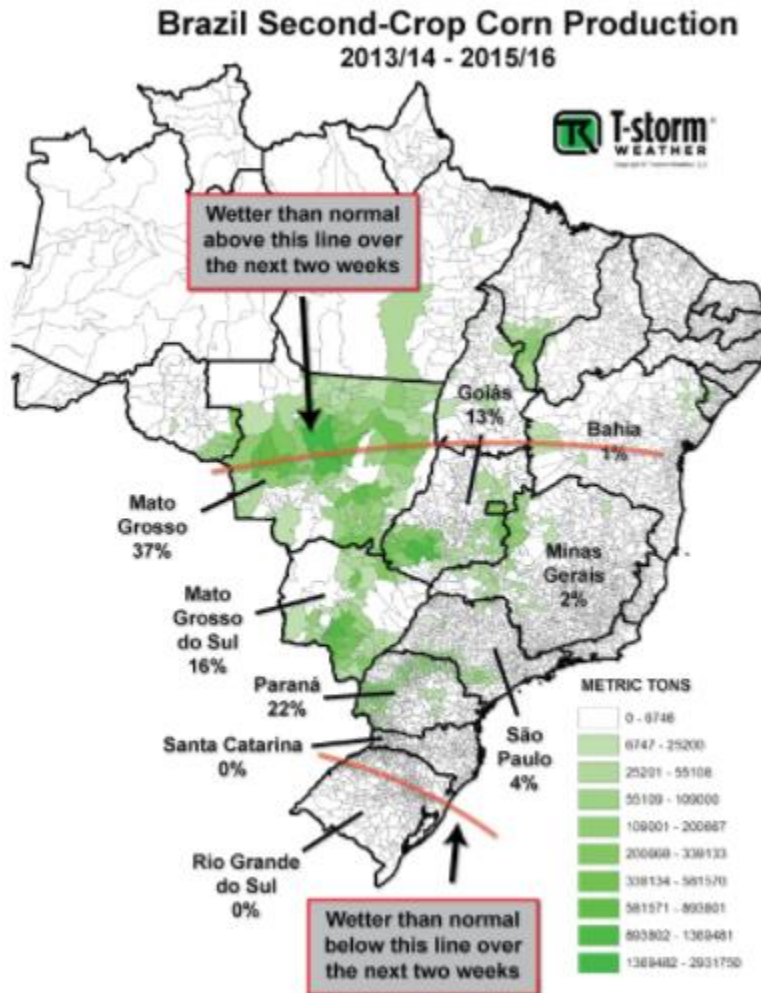 Brazil Second-Crop Corn Production
2013/14 - 2015/16
T-storm
WEATHER
Wetter than normal
above this line over
the next two weeks
Goiás
13%
Bahia
1%
Mato
Grosso
37%
Minas
Gerais
2%
Mato
Grosso
do Sul
16%
Paraná
22%
Santa Catarina
0%
São
Paulo
4%
Rio Grande
do Sul
0%
Wetter than normal
below this line over
the next two weeks
METRIC TONS
0 - 6746
6747 - 25200
25201 - 55108
55109 - 109000
109001 - 200667
200668 - 338133
338134 - 581570
581571 - 893801
893802 - 1369481
1369482 - 2931750